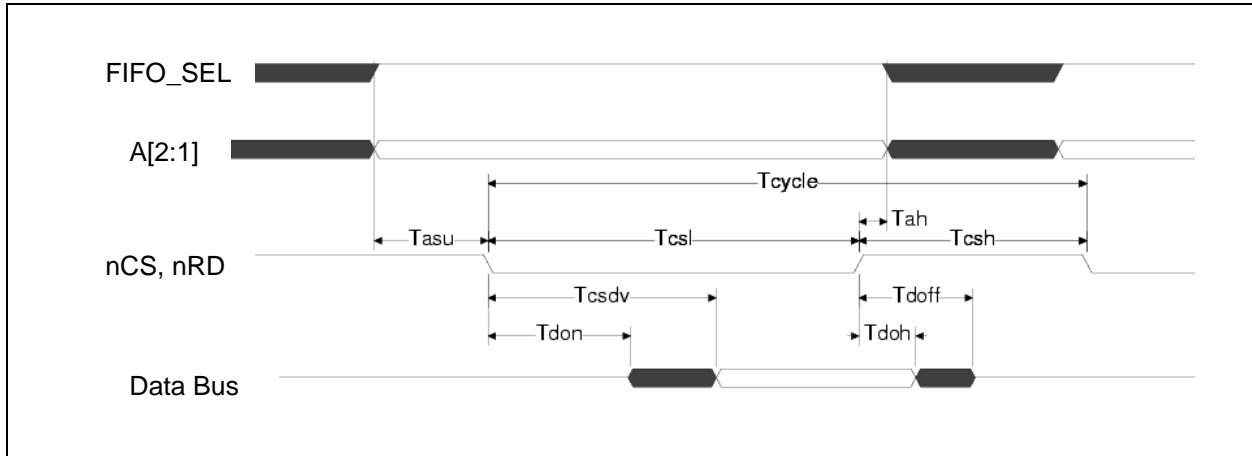 FIFO_SEL
A[2:1]
Tcycle
Tah
Tasu
Tcsl
Tcsh
nCS, nRD
Tcsdv
Tdoff
Tdon
Tdoh
Data Bus